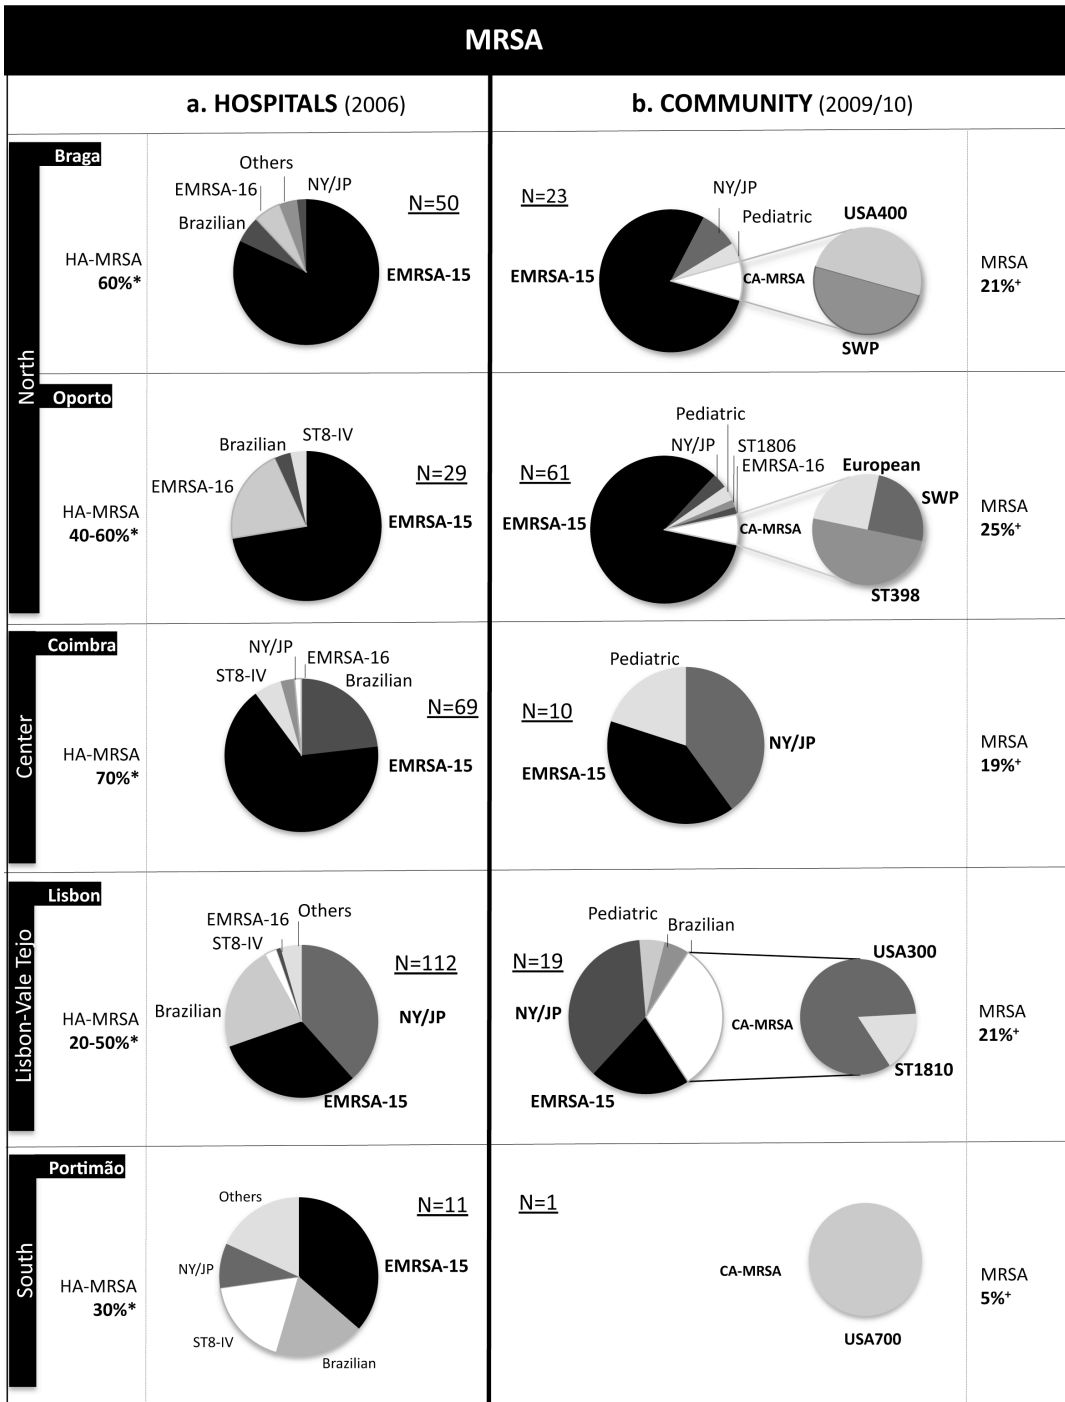 MRSA
a. HOSPITALS (2006)
b. COMMUNITY (2009/10)
North
Braga
HA-MRSA
60%*
Others
EMRSA-16
NY/JP
Brazilian
N=50
EMRSA-15
N=23
NY/JP
Pediatric
USA400
EMRSA-15
CA-MRSA
SWP
MRSA
21%+
Oporto
HA-MRSA
40-60%*
Brazilian
ST8-IV
EMRSA-16
N=29
EMRSA-15
N=61
Pediatric
NY/JP
ST1806
EMRSA-16
European
SWP
EMRSA-15
CA-MRSA
ST398
MRSA
25%+
Center
Coimbra
HA-MRSA
70%*
NY/JP
EMRSA-16
ST8-IV
Brazilian
N=69
EMRSA-15
Pediatric
N=10
NY/JP
EMRSA-15
MRSA
19%+
Lisbon-Vale Tejo
Lisbon
HA-MRSA
20-50%*
EMRSA-16
Others
ST8-IV
Brazilian
N=112
NY/JP
EMRSA-15
Pediatric
Brazilian
N=19
NY/JP
EMRSA-15
CA-MRSA
USA300
ST1810
MRSA
21%+
South
Portimão
HA-MRSA
30%*
Others
N=11
EMRSA-15
NY/JP
ST8-IV
Brazilian
N=1
CA-MRSA
USA700
MRSA
5%+